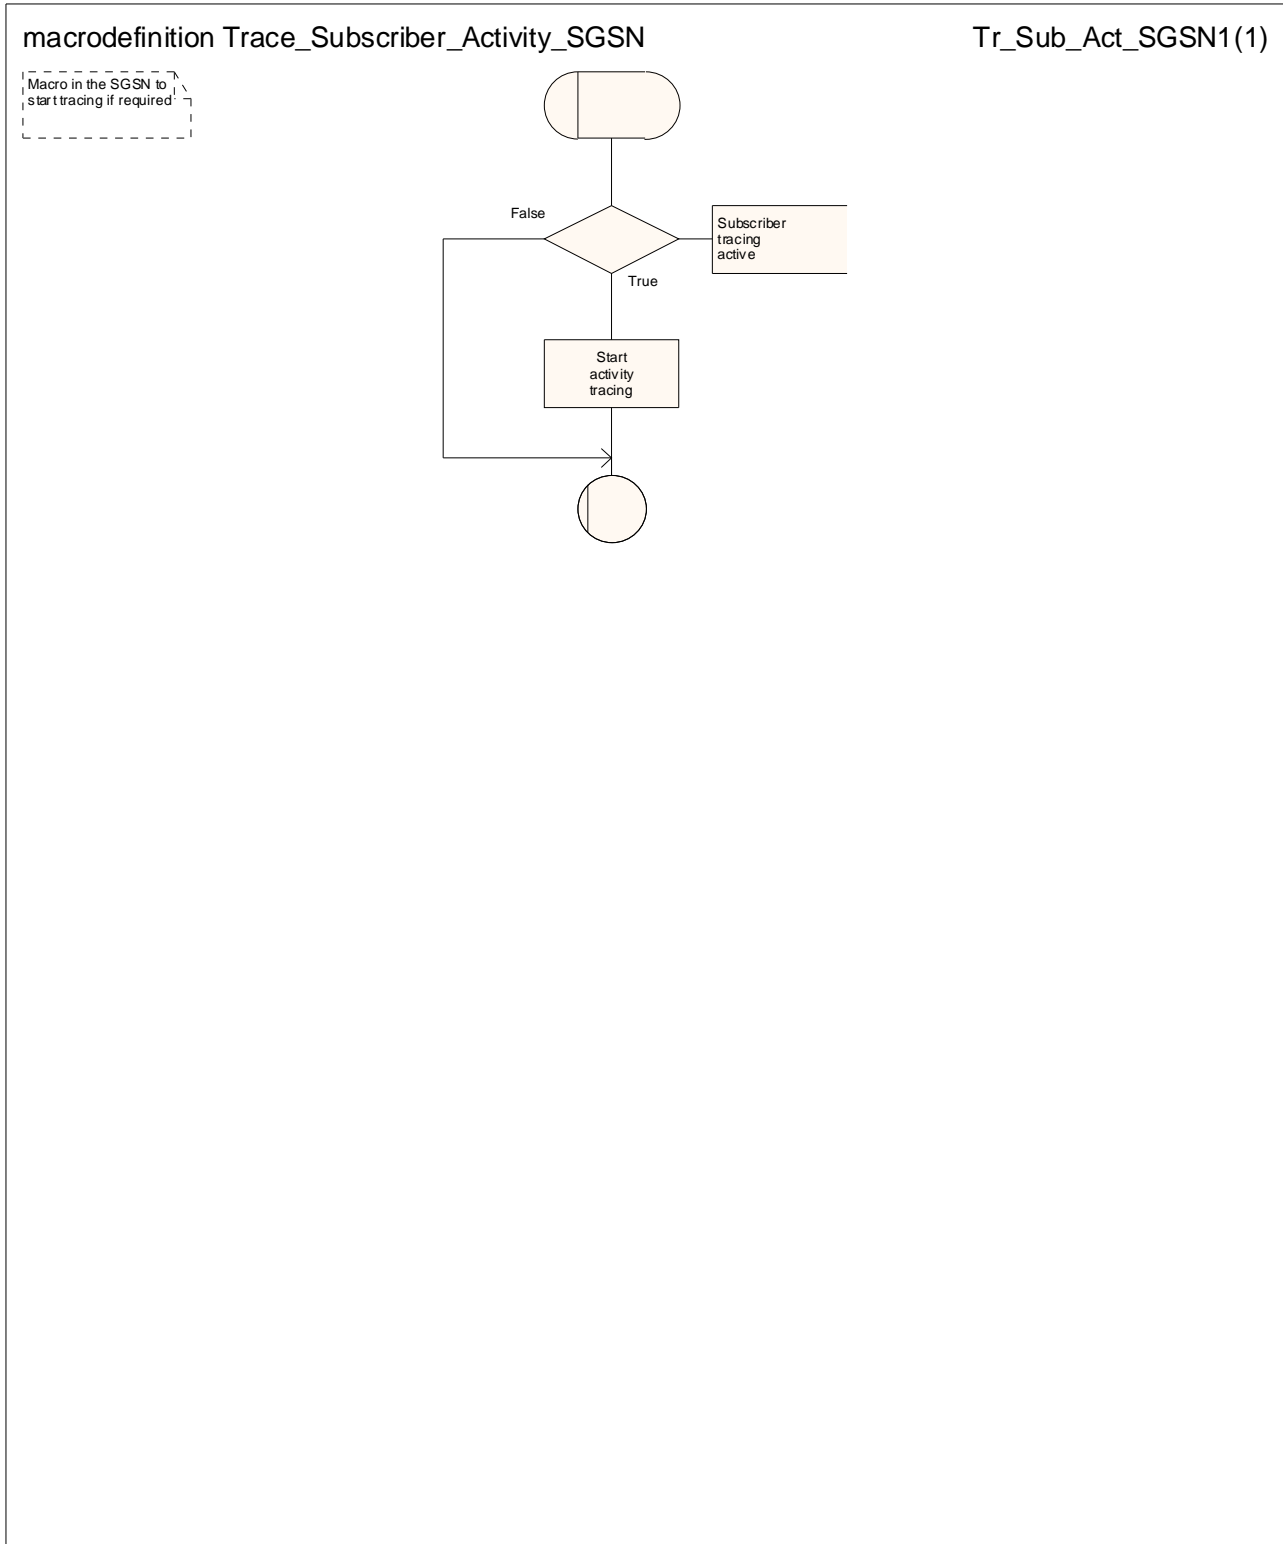 macrodefinition Trace_Subscriber_Activity_SGSN
Tr_Sub_Act_SGSN1(1)
Macro in the SGSN to
start tracing if required
False
Subscriber
tracing
active
True
Start
activity
tracing